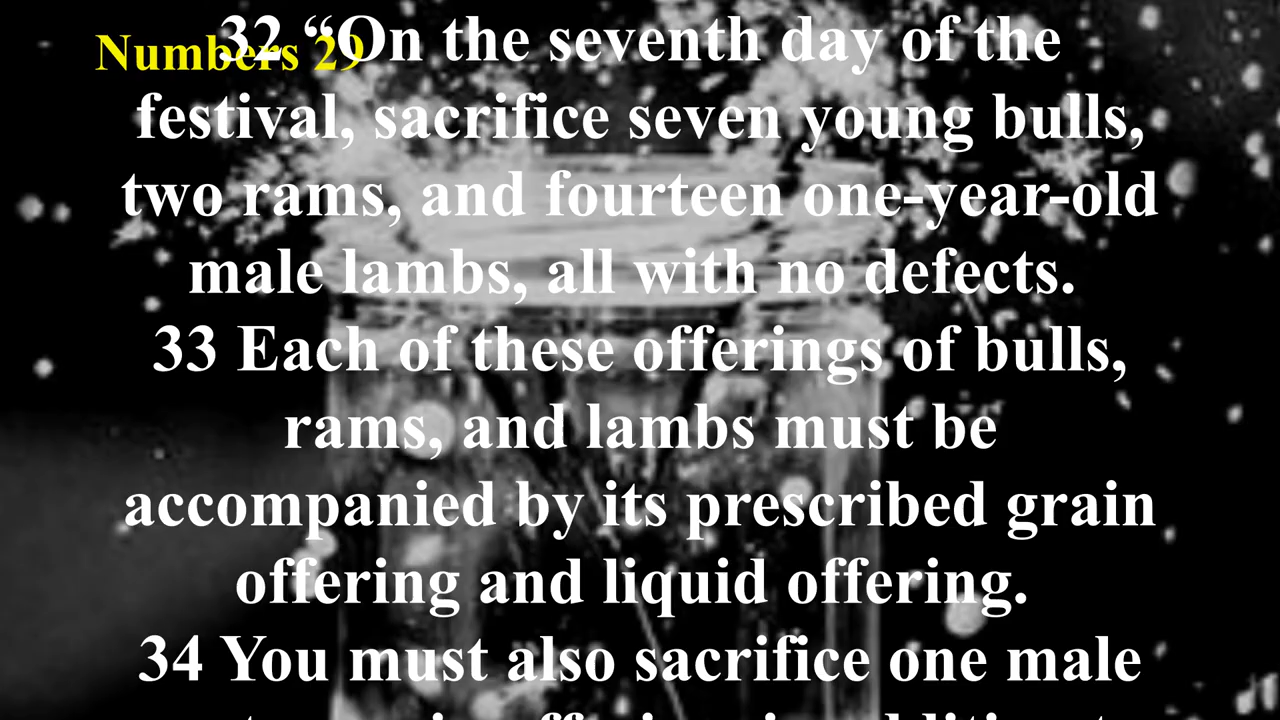 Numbers 29
32 “On the seventh day of the
festival, sacrifice seven young bulls,
two rams, and fourteen one-year-old
male lambs, all with no defects.
33 Each of these offerings of bulls,
rams, and lambs must be
accompanied by its prescribed grain
offering and liquid offering.
34 You must also sacrifice one male